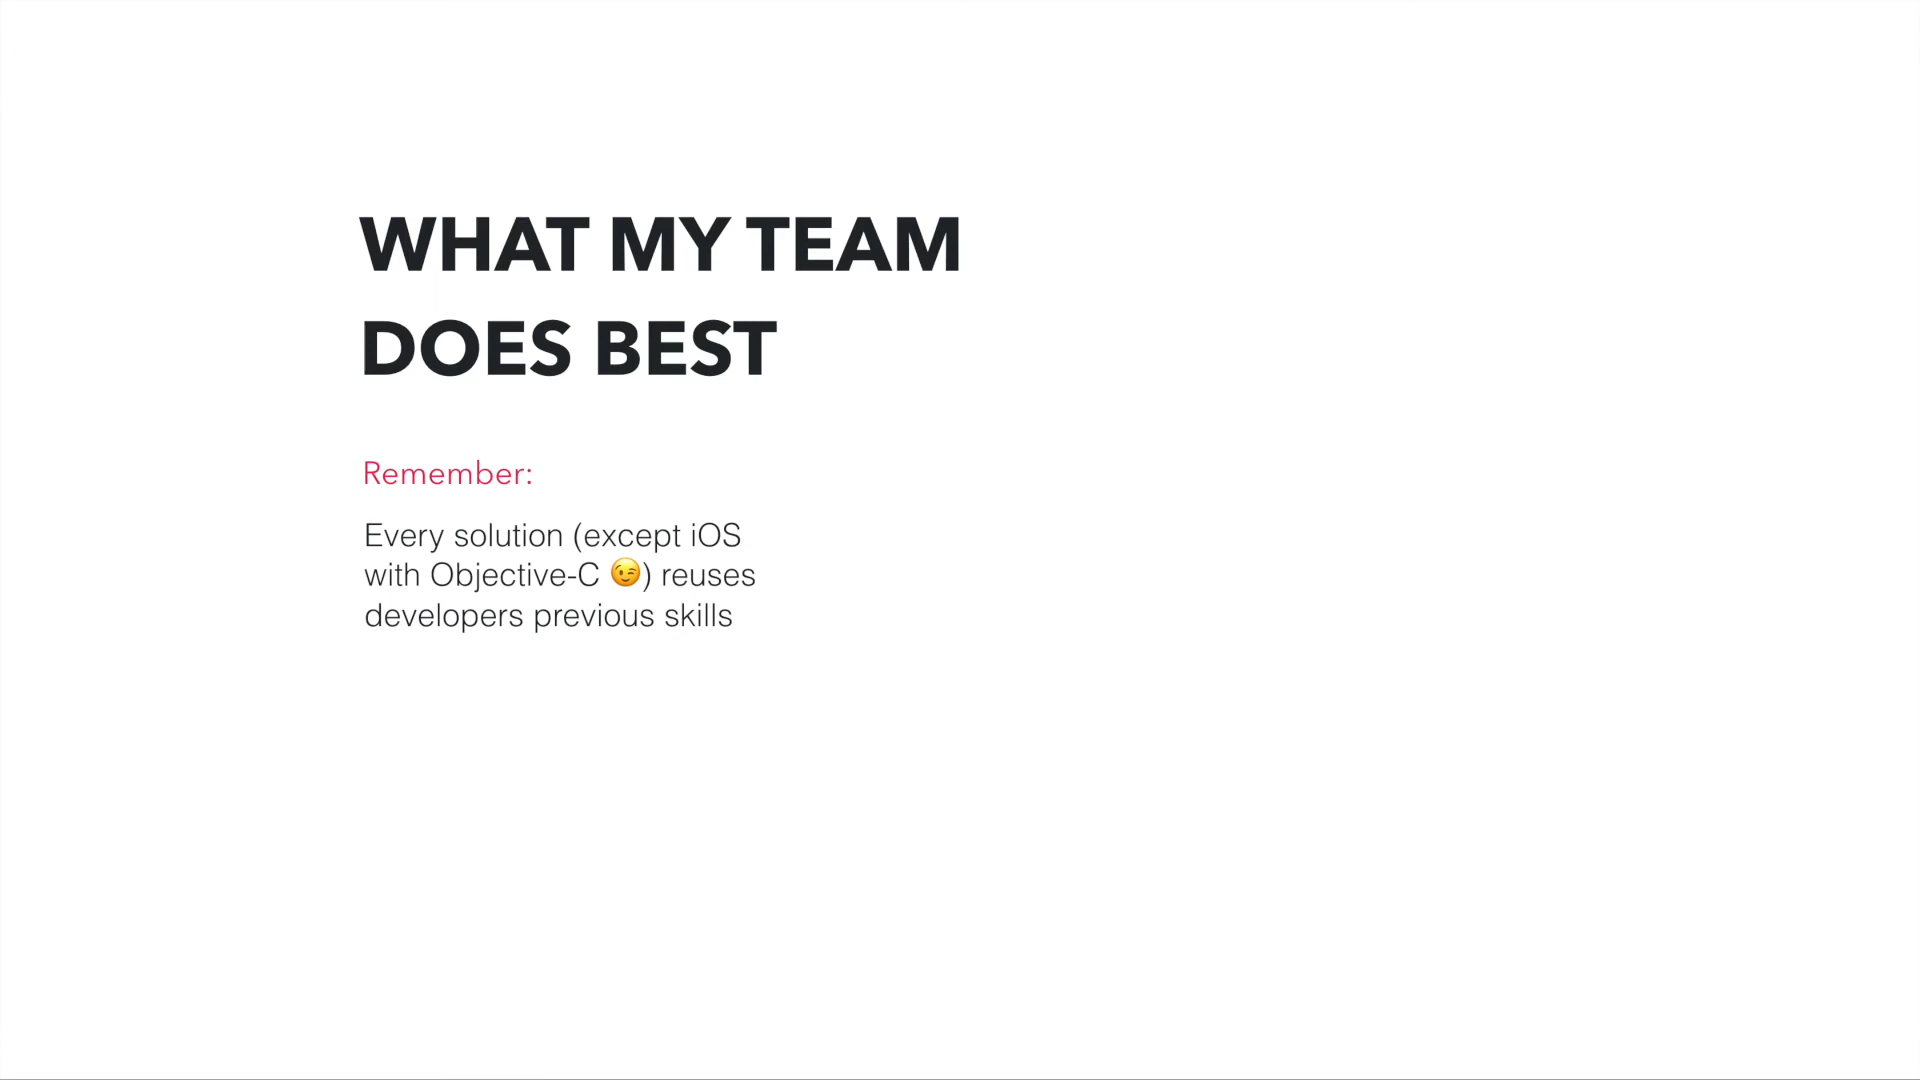 WHAT MY TEAM
DOES BEST
Remember:
Every solution (except iOS
with Objective-C 😉) reuses
developers previous skills